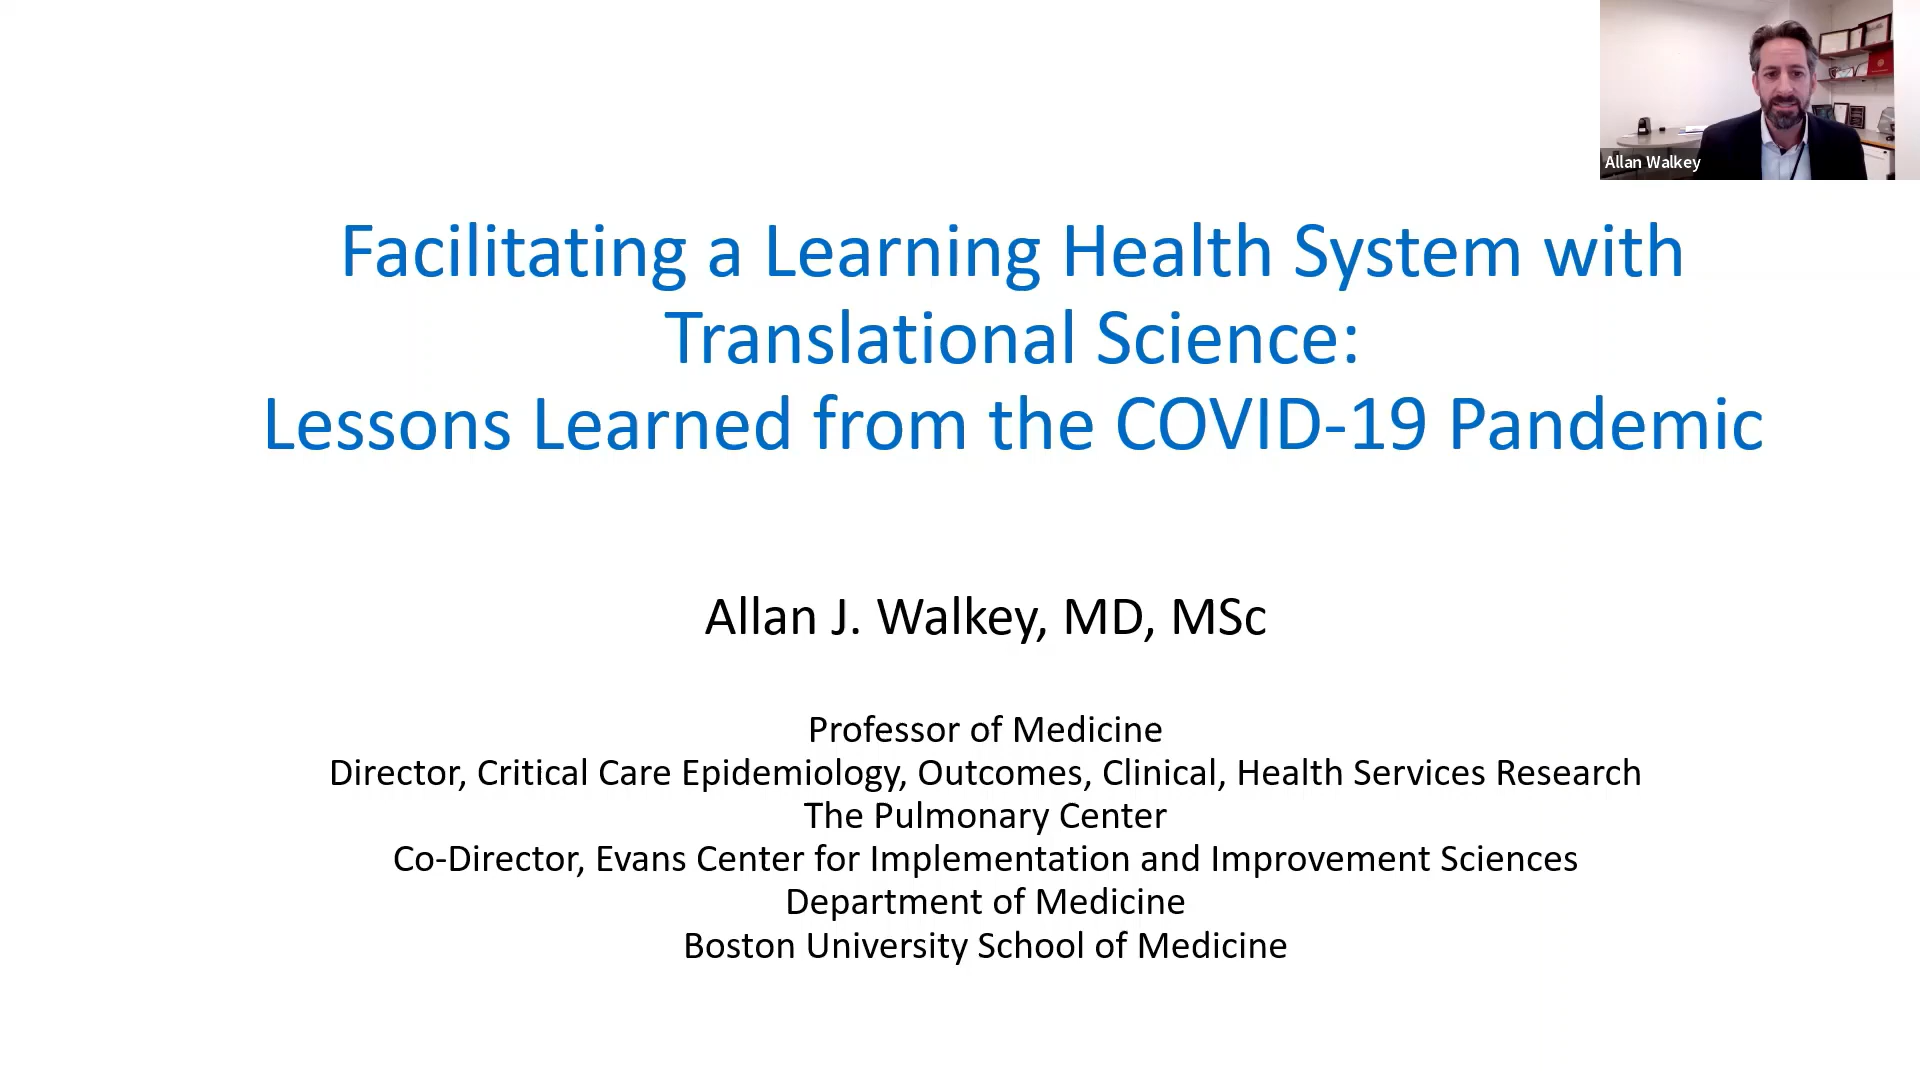 Allan Walkey
Facilitating a Learning Health System with
Translational Science:
Lessons Learned from the COVID-19 Pandemic
Allan J. Walkey, MD, MSc
Professor of Medicine
Director, Critical Care Epidemiology, Outcomes, Clinical, Health Services Research
The Pulmonary Center
Co-Director, Evans Center for Implementation and Improvement Sciences
Department of Medicine
Boston University School of Medicine